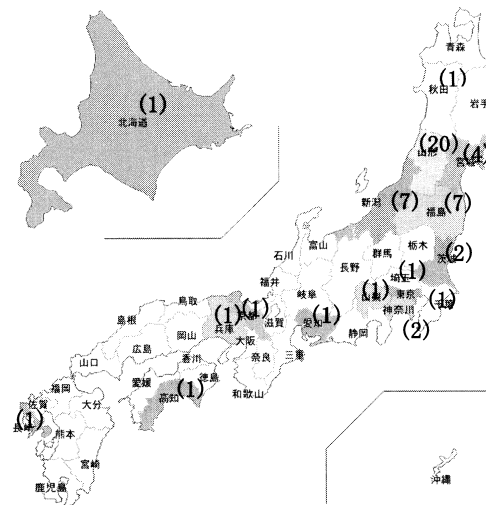 青森
(1)
秋田
岩手
(1)
北海道
(20)
山形
(4)
宮城
新潟
(7)
福島
(7)
石川
富山
群馬
栃木
(2)
茨城
長野
埼玉
(1)
福井
岐阜
(1)
山梨
東京
(1)
千葉
神奈川
(2)
静岡
鳥取
(1)
兵庫
(1)
京都
滋賀
愛知
(1)
島根
岡山
大阪
奈良
三重
広島
山口
香川
徳島
和歌山
福岡
愛媛
高知
(1)
佐賀
大分
(1)
長崎
熊本
宮崎
鹿児島
沖縄